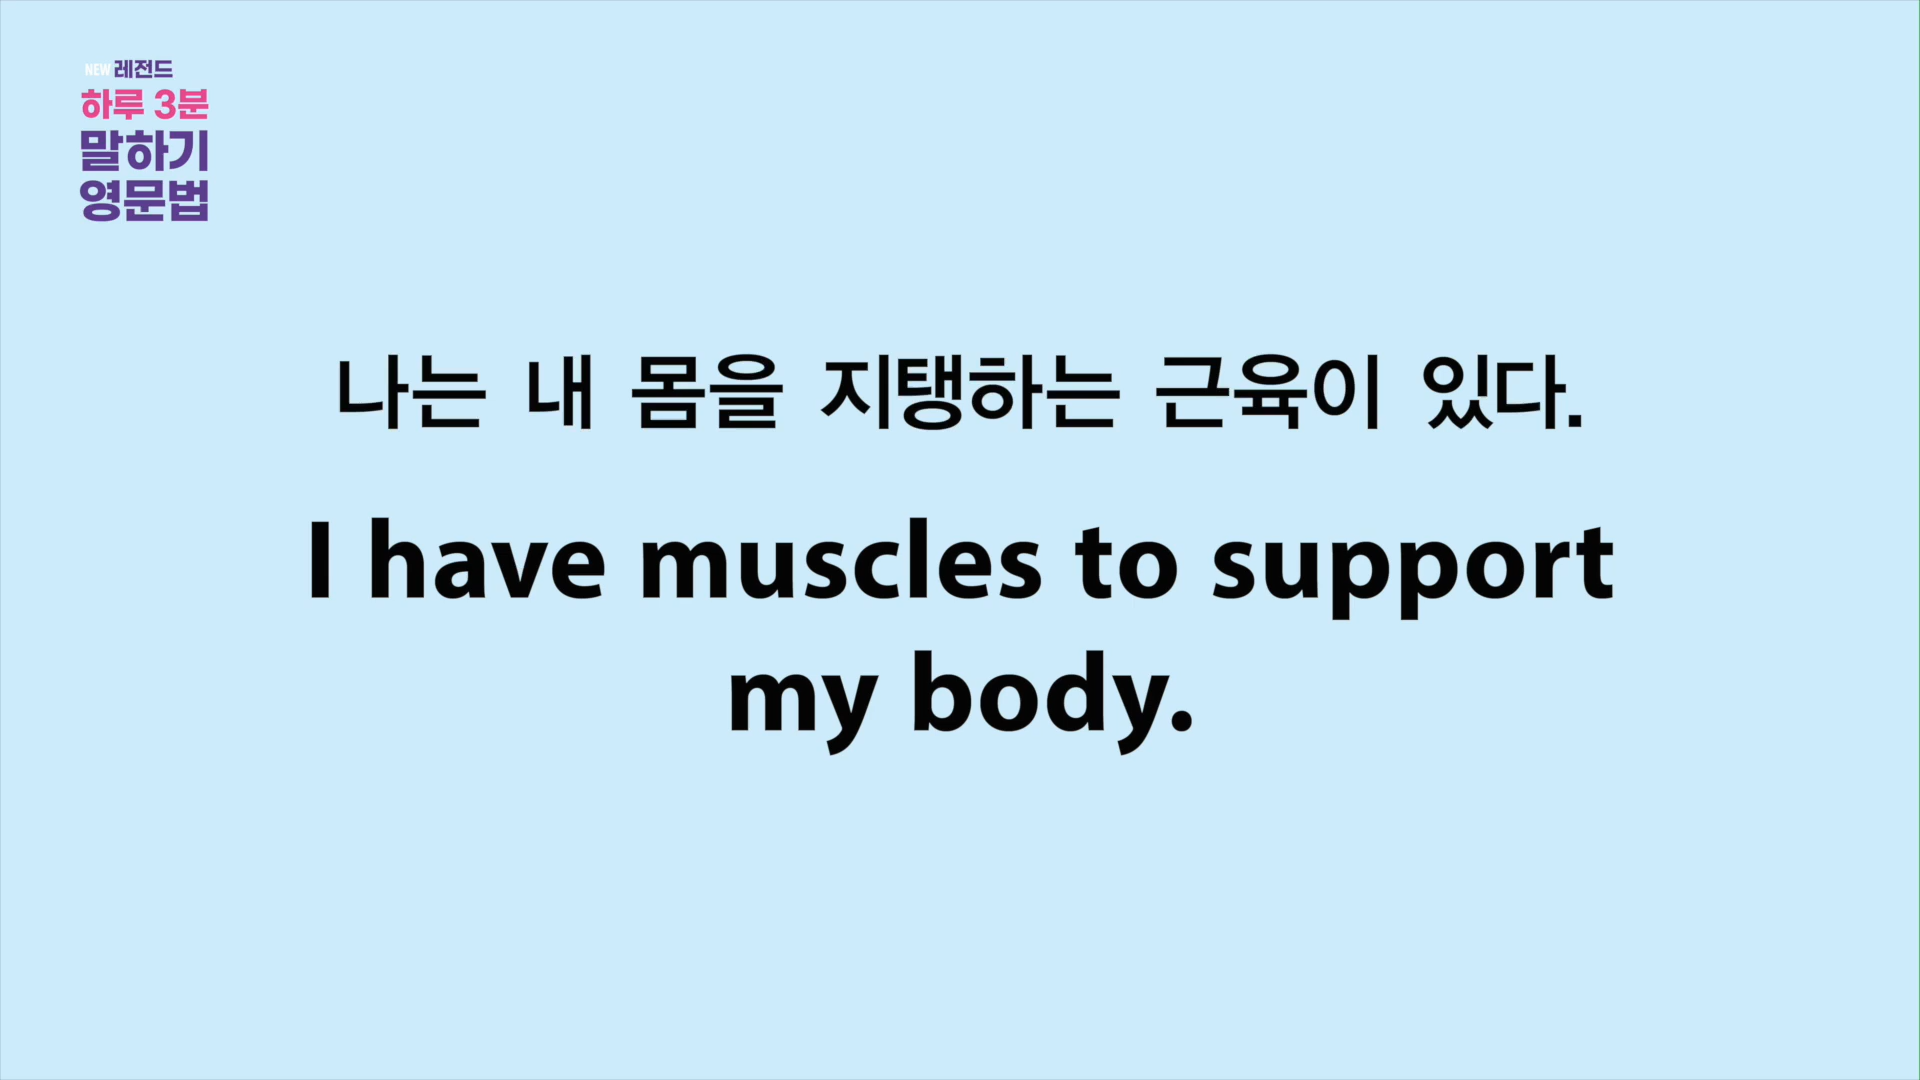 NEW 레전드
하루 3분
말하기
영문법
나는 내 몸을 지탱하는 근육이 있다.
I have muscles to support
my body.